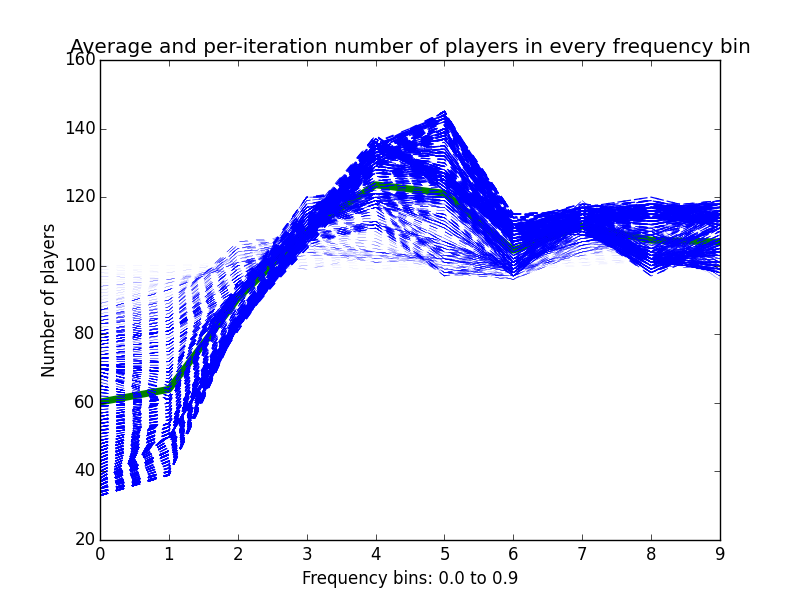 Average and per-iteration number of players in every frequency bin
160
140
120
100
80
60
40
20
Number of players
0 1 2 3 4 5 6 7 8 9
Frequency bins: 0.0 to 0.9